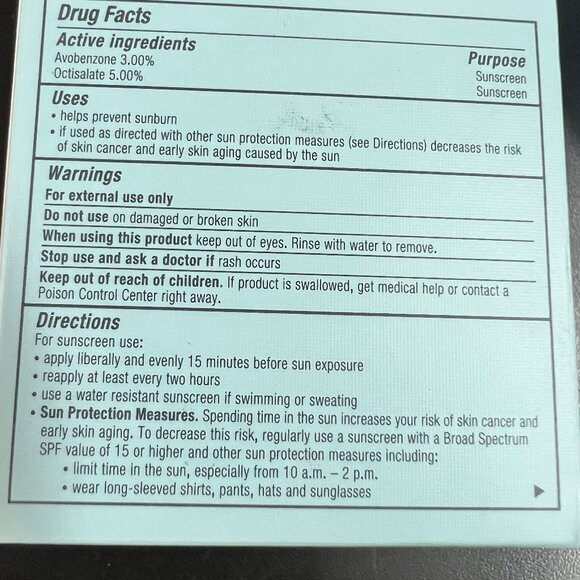 Drug Facts
Active ingredients Purpose
Avobenzone 3.00% Sunscreen
Octisalate 5.00% Sunscreen
Uses
• helps prevent sunburn
• if used as directed with other sun protection measures (see Directions) decreases the risk
of skin cancer and early skin aging caused by the sun
Warnings
For external use only
Do not use on damaged or broken skin
When using this product keep out of eyes. Rinse with water to remove.
Stop use and ask a doctor if rash occurs
Keep out of reach of children. If product is swallowed, get medical help or contact a
Poison Control Center right away.
Directions
For sunscreen use:
• apply liberally and evenly 15 minutes before sun exposure
• reapply at least every two hours
• use a water resistant sunscreen if swimming or sweating
• Sun Protection Measures. Spending time in the sun increases your risk of skin cancer and
early skin aging. To decrease this risk, regularly use a sunscreen with a Broad Spectrum
SPF value of 15 or higher and other sun protection measures including:
• limit time in the sun, especially from 10 a.m. – 2 p.m.
• wear long-sleeved shirts, pants, hats and sunglasses